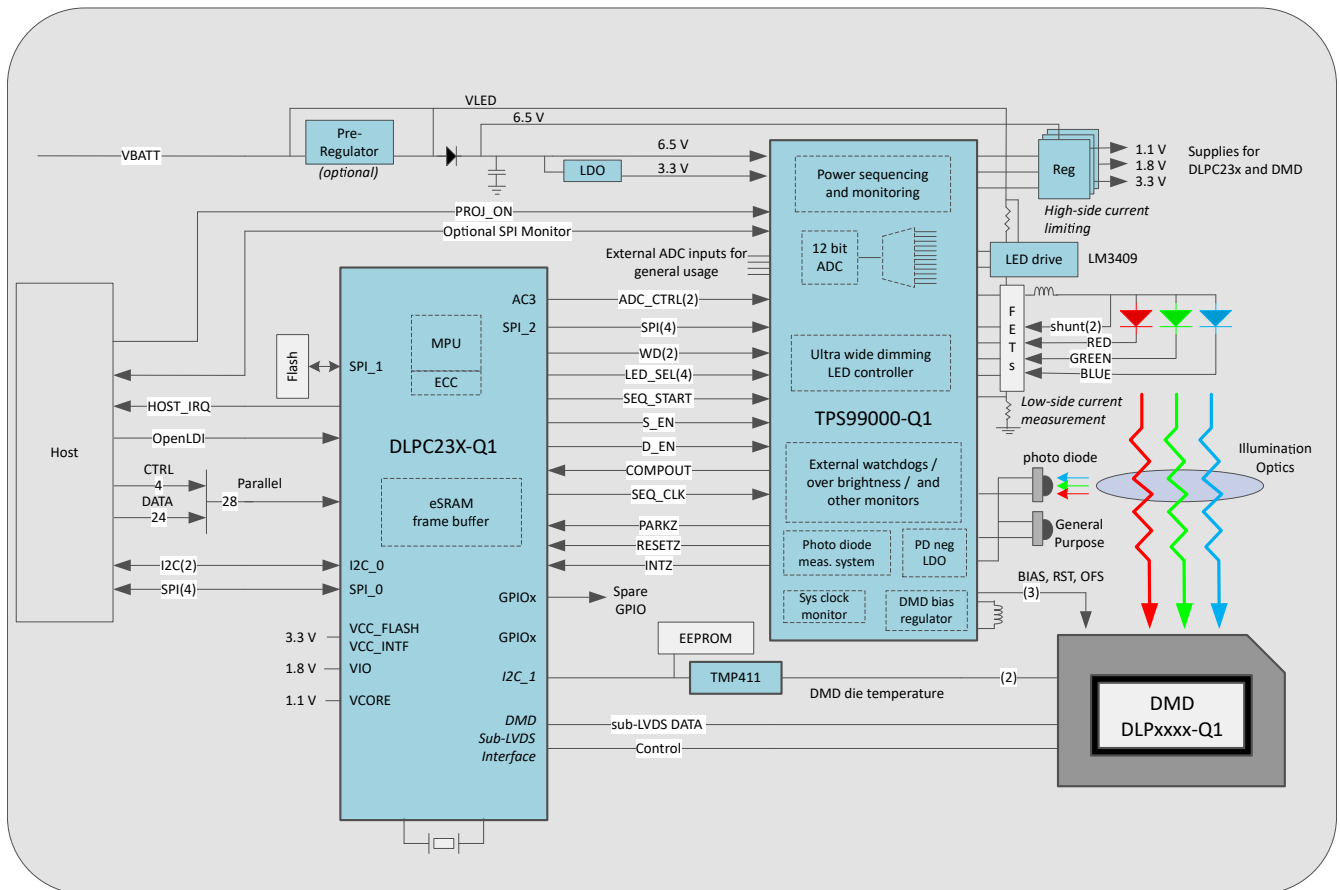 VLED
6.5 V
Pre-
Regulator
(optional)
VBATT
6.5 V
LDO
3.3 V
Power sequencing
and monitoring
Reg
1.1 V
1.8 V
3.3 V
Supplies for
DLPC23x and DMD
PROJ_ON
Optional SPI Monitor
High-side current
limiting
External ADC inputs for
general usage
12 bit
ADC
LED drive
LM3409
Host
Flash
SPI_1
AC3
SPI_2
MPU
ECC
DLPC23X-Q1
eSRAM
frame buffer
ADC_CTRL(2)
SPI(4)
WD(2)
LED_SEL(4)
SEQ_START
S_EN
D_EN
COMPOUT
SEQ_CLK
PARKZ
RESETZ
INTZ
Ultra wide dimming
LED controller
TPS99000-Q1
External watchdogs /
over brightness / and
other monitors
Photo diode
meas. system
PD neg
LDO
Sys clock
monitor
DMD bias
regulator
F
E
T
s
shunt(2)
RED
GREEN
BLUE
Low-side current
measurement
photo diode
Illumination
Optics
General
Purpose
BIAS, RST, OFS
(3)
HOST_IRQ
OpenLDI
CTRL
4
DATA
24
Parallel
28
I2C(2)
SPI(4)
I2C_0
SPI_0
GPIOx
Spare
GPIO
3.3 V
VCC_FLASH
VCC_INTF
GPIOx
1.8 V
VIO
1.1 V
VCORE
I2C_1
EEPROM
TMP411
DMD die temperature
(2)
DMD
Sub-LVDS
Interface
sub-LVDS DATA
Control
DMD
DLPxxxx-Q1